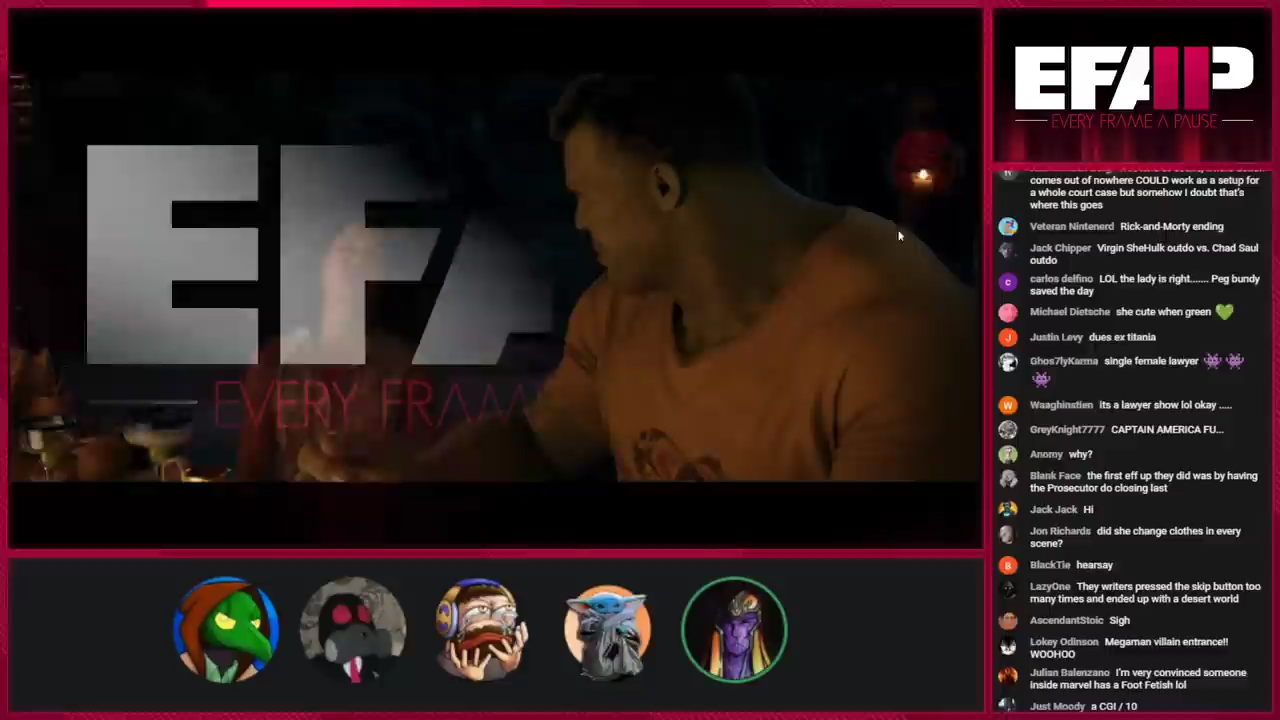 EFA
EVERY FRAM
EFAP
EVERY FRAME A PAUSE
comes out of nowhere COULD work as a setup for
a whole court case but somehow I doubt that's
where this goes
Veteran Nintenerd Rick-and-Morty ending
Jack Chipper Virgin SheHulk outdo vs. Chad Saul
outdo
carlos delfino LOL the lady is right....... Peg bundy
saved the day
Michael Dietsche she cute when green
Justin Levy dues ex titania
Ghos7lyKarma single female lawyer
Waaghinstien its a lawyer show lol okay .....
GreyKnight7777 CAPTAIN AMERICA FU...
Anomy why?
Blank Face the first eff up they did was by having
the Prosecutor do closing last
Jack Jack Hi
Jon Richards did she change clothes in every
scene?
BlackTie hearsay
LazyOne They writers pressed the skip button too
many times and ended up with a desert world
AscendantStoic Sigh
Lokey Odinson Megaman villain entrance!!
WOOHOO
Julian Balenzano I'm very convinced someone
inside marvel has a Foot Fetish lol
Just Moody a CGI / 10